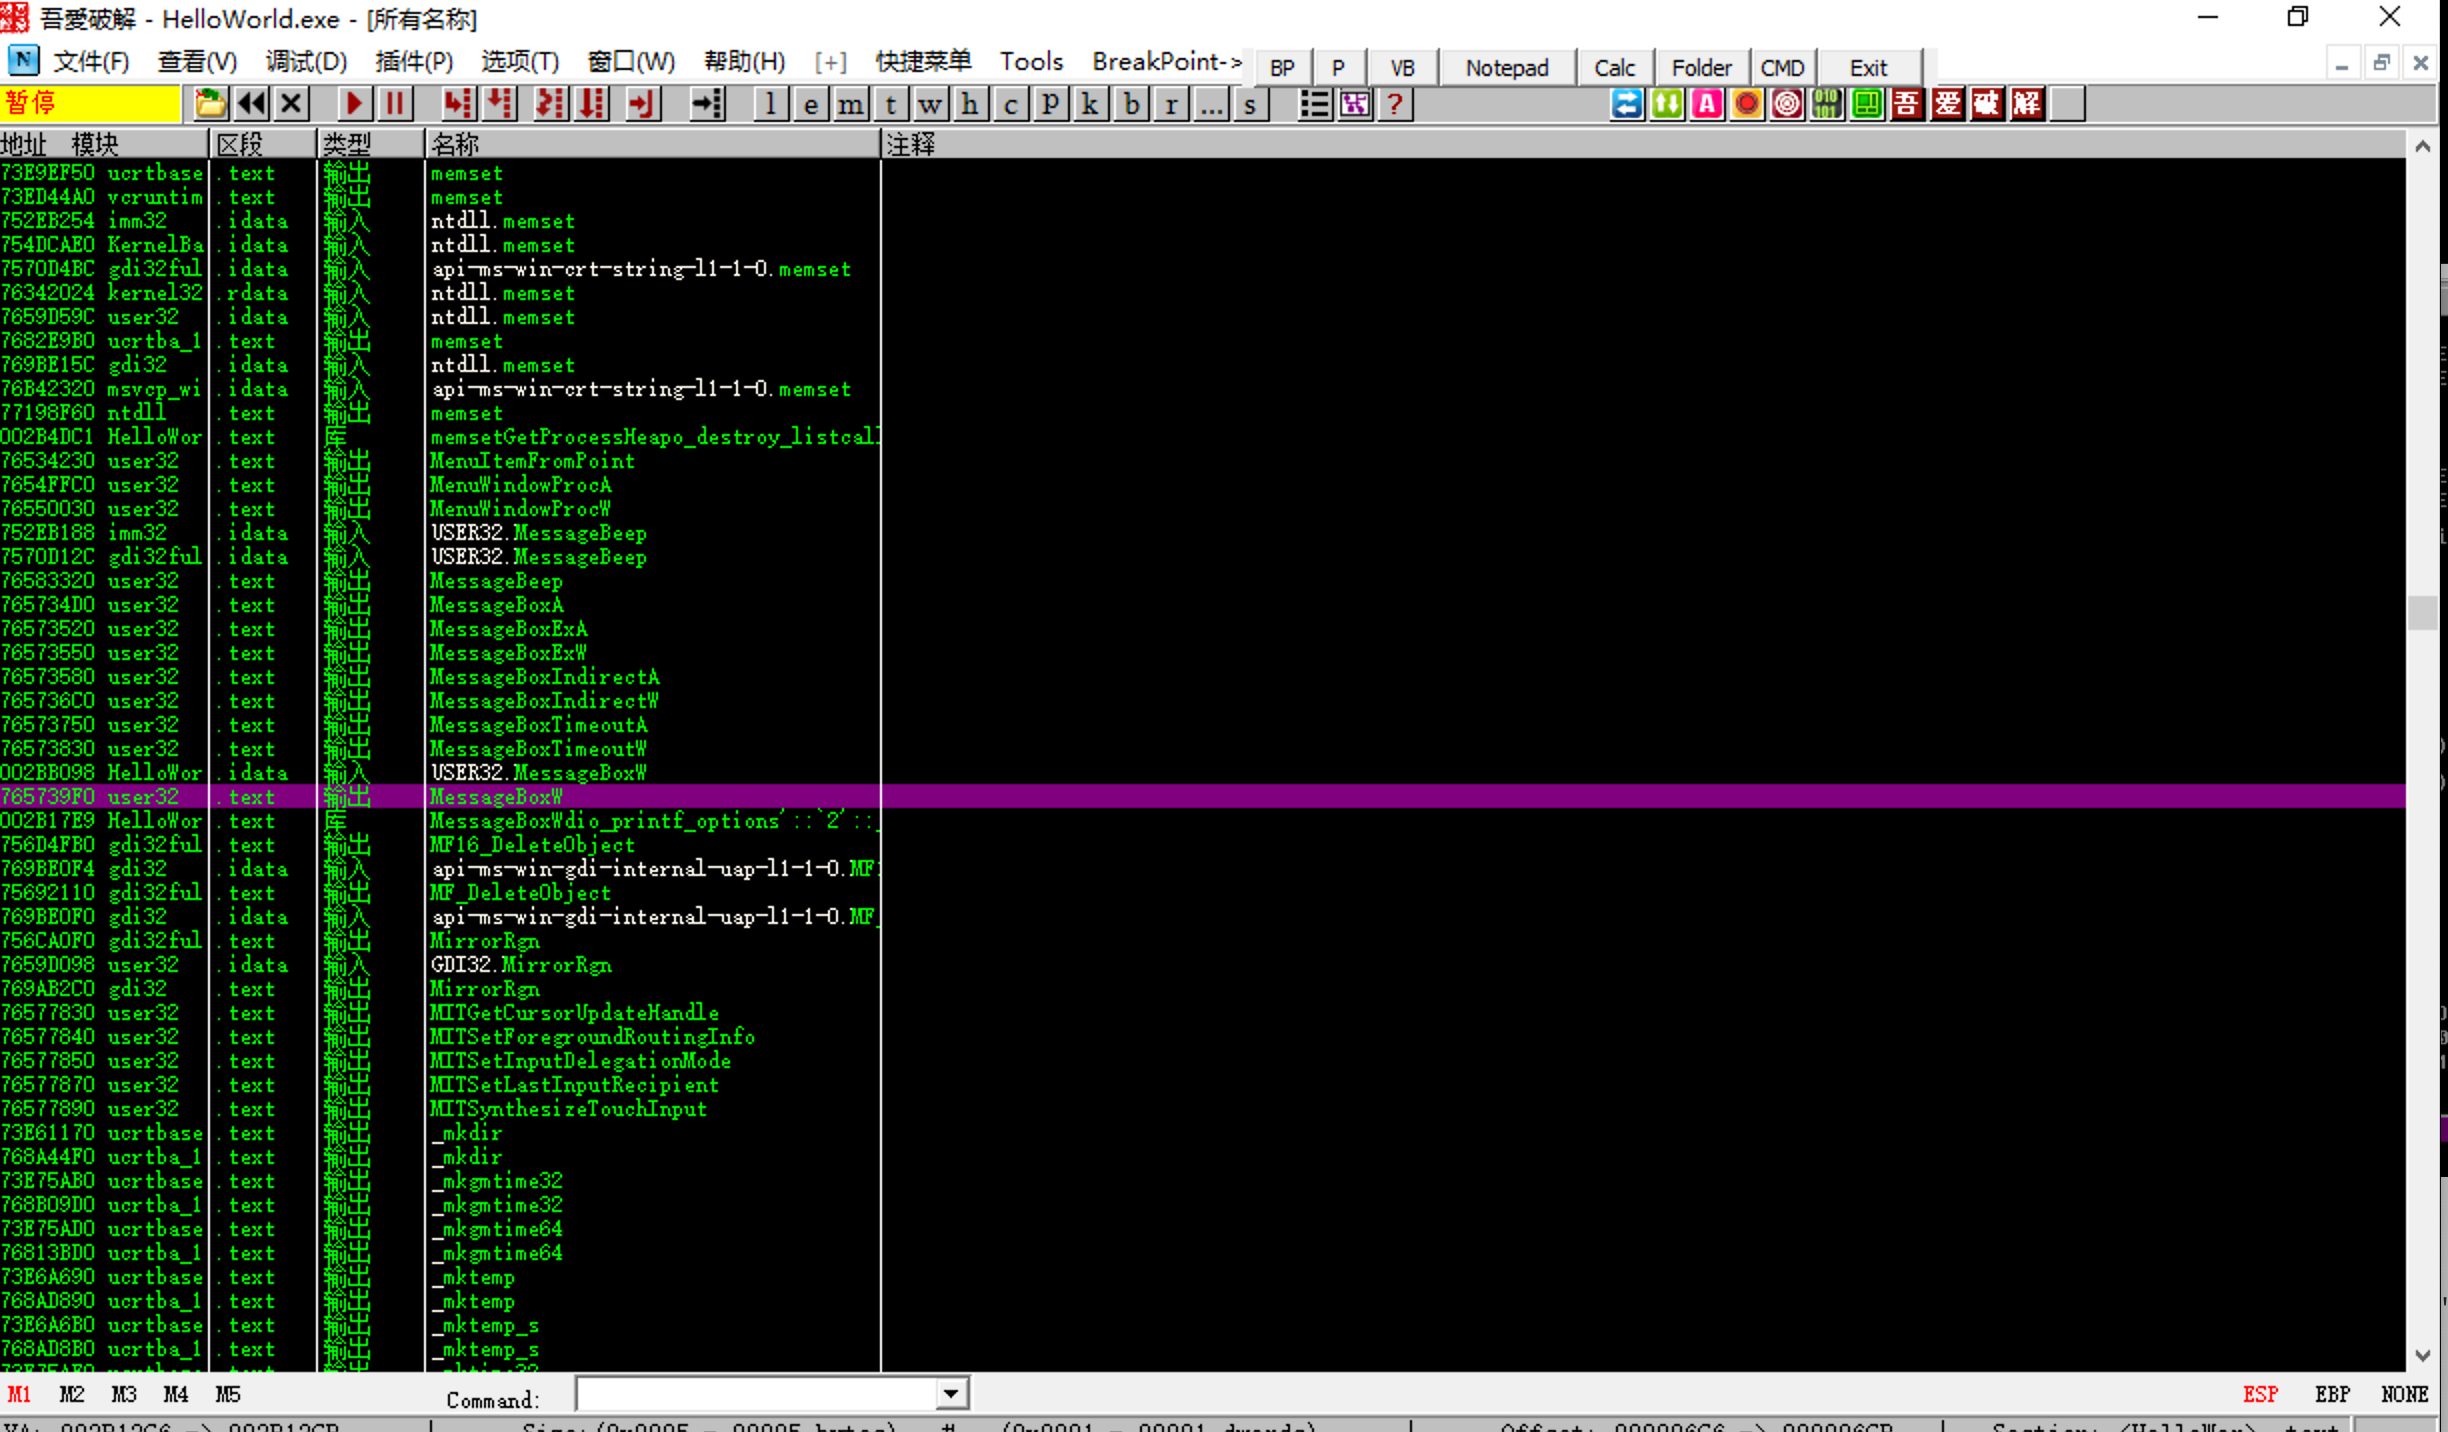 吾愛破解 - HelloWorld.exe - [所有名称]
文件(F) 查看(V) 调试(D) 插件(P) 选项(T) 窗口(W) 帮助(H) [+] 快捷菜单 Tools BreakPoint-> BP P VB Notepad Calc Folder CMD Exit
暂停 l e m t w h c p k b r ... s ? A 吾 爱 破 解
地址 模块 区段 类型 名称 注释
73E9EF50 ucrtbase .text 输出 memset
73ED44A0 vcruntim .text 输出 memset
752EB254 imm32 .idata 输入 ntdll.memset
754DCAE0 KernelBa .idata 输入 ntdll.memset
7570D4BC gdi32ful .idata 输入 api-ms-win-crt-string-l1-1-0.memset
76342024 kernel32 .rdata 输入 ntdll.memset
7659D59C user32 .idata 输入 ntdll.memset
7682E9B0 ucrtba_1 .text 输出 memset
769BE15C gdi32 .idata 输入 ntdll.memset
76B42320 msvcp_wi .idata 输入 api-ms-win-crt-string-l1-1-0.memset
77198F60 ntdll .text 输出 memset
002B4DC1 HelloWor .text 库 memsetGetProcessHeapo_destroy_listcal
76534230 user32 .text 输出 MenuItemFromPoint
7654FFC0 user32 .text 输出 MenuWindowProcA
76550030 user32 .text 输出 MenuWindowProcW
752EB188 imm32 .idata 输入 USER32.MessageBeep
7570D12C gdi32ful .idata 输入 USER32.MessageBeep
76583320 user32 .text 输出 MessageBeep
765734D0 user32 .text 输出 MessageBoxA
76573520 user32 .text 输出 MessageBoxExA
76573550 user32 .text 输出 MessageBoxExW
76573580 user32 .text 输出 MessageBoxIndirectA
765736C0 user32 .text 输出 MessageBoxIndirectW
76573750 user32 .text 输出 MessageBoxTimeoutA
76573830 user32 .text 输出 MessageBoxTimeoutW
002BB098 HelloWor .idata 输入 USER32.MessageBoxW
765739F0 user32 .text 输出 MessageBoxW
002B17E9 HelloWor .text 库 MessageBoxWdio_printf_options'::`2'::_
756D4FB0 gdi32ful .text 输出 MF16_DeleteObject
769BE0F4 gdi32 .idata 输入 api-ms-win-gdi-internal-uap-l1-1-0.MF1
75692110 gdi32ful .text 输出 MF_DeleteObject
769BE0F0 gdi32 .idata 输入 api-ms-win-gdi-internal-uap-l1-1-0.MF_
756CA0F0 gdi32ful .text 输出 MirrorRgn
7659D098 user32 .idata 输入 GDI32.MirrorRgn
769AB2C0 gdi32 .text 输出 MirrorRgn
76577830 user32 .text 输出 MITGetCursorUpdateHandle
76577840 user32 .text 输出 MITSetForegroundRoutingInfo
76577850 user32 .text 输出 MITSetInputDelegationMode
76577870 user32 .text 输出 MITSetLastInputRecipient
76577890 user32 .text 输出 MITSynthesizeTouchInput
73E61170 ucrtbase .text 输出 _mkdir
768A44F0 ucrtba_1 .text 输出 _mkdir
73E75AB0 ucrtbase .text 输出 _mkgmtime32
768B09D0 ucrtba_1 .text 输出 _mkgmtime32
73E75AD0 ucrtbase .text 输出 _mkgmtime64
76813BD0 ucrtba_1 .text 输出 _mkgmtime64
73E6A690 ucrtbase .text 输出 _mktemp
768AD890 ucrtba_1 .text 输出 _mktemp
73E6A6B0 ucrtbase .text 输出 _mktemp_s
768AD8B0 ucrtba_1 .text 输出 _mktemp_s
M1 M2 M3 M4 M5 Command: ESP EBP NONE